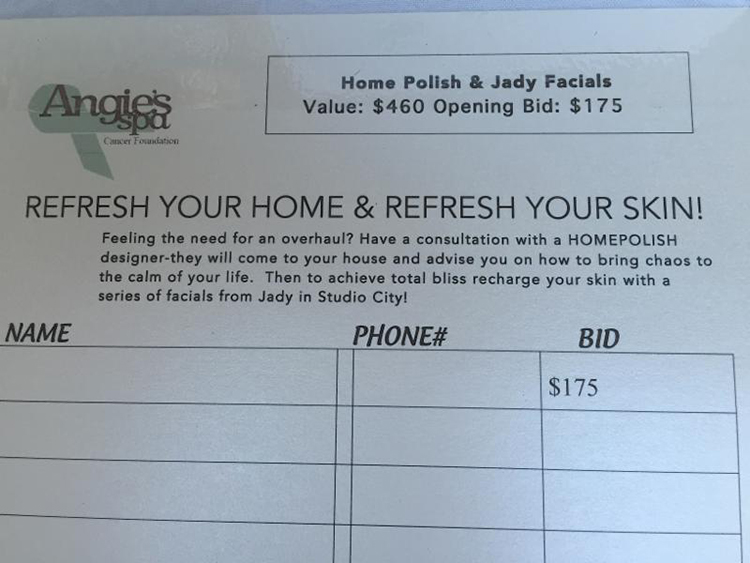 Angie's
spa
Cancer Foundation
Home Polish & Jady Facials
Value: $460 Opening Bid: $175
REFRESH YOUR HOME & REFRESH YOUR SKIN!
Feeling the need for an overhaul? Have a consultation with a HOMEPOLISH
designer-they will come to your house and advise you on how to bring chaos to
the calm of your life. Then to achieve total bliss recharge your skin with a
series of facials from Jady in Studio City!
NAME PHONE# BID
$175